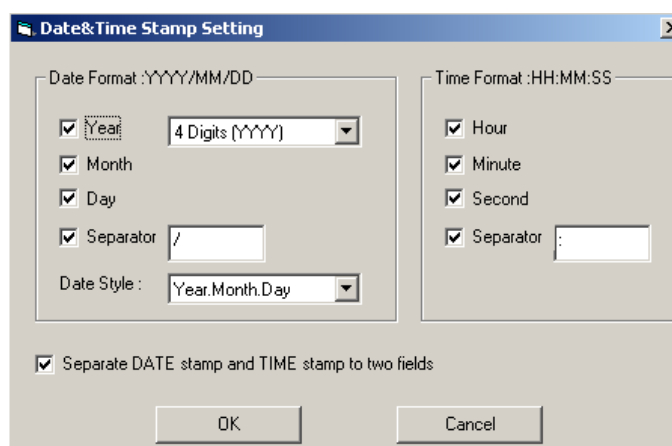 Date&Time Stamp Setting
Date Format :YYYY/MM/DD
Year
4 Digits (YYYY)
Month
Day
Separator
/
Date Style :
Year.Month.Day
Time Format :HH:MM:SS
Hour
Minute
Second
Separator
:
Separate DATE stamp and TIME stamp to two fields
OK
Cancel